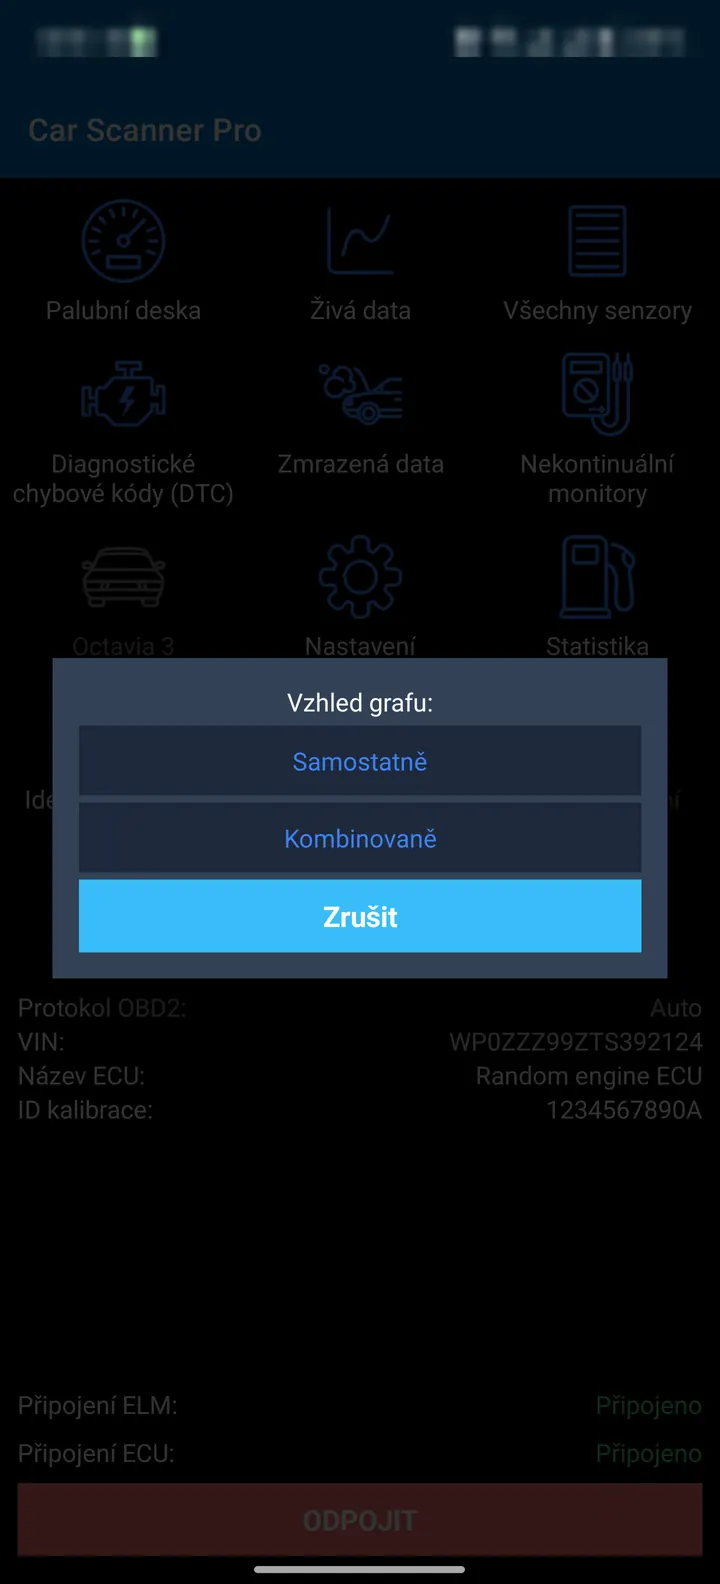 Car Scanner Pro
Palubní deska
Živá data
Všechny senzory
Diagnostické
chybové kódy (DTC)
Zmrazená data
Nekontinuální
monitory
Octavia 3
Nastavení
Statistika
Vzhled grafu:
Samostatně
Kombinovaně
Zrušit
Protokol OBD2: Auto
VIN: WP0ZZZ99ZTS392124
Název ECU: Random engine ECU
ID kalibrace: 1234567890A
Připojení ELM: Připojeno
Připojení ECU: Připojeno
ODPOJIT